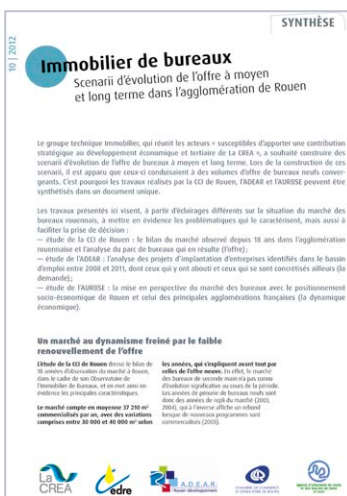 SYNTHÈSE
10 | 2012
Immobilier de bureaux
Scenarii d'évolution de l'offre à moyen
et long terme dans l'agglomération de Rouen
Le groupe technique Immobilier, qui réunit les acteurs « susceptibles d'apporter une contribution
stratégique au développement économique et tertiaire de La CREA », a souhaité construire des
scenarii d'évolution de l'offre de bureaux à moyen et long terme. Lors de la construction de ces
scenarii, il est apparu que ceux-ci conduisaient à des volumes d'offre de bureaux neufs conver-
geants. C'est pourquoi les travaux réalisés par la CCI de Rouen, l'ADEAR et l'AURBSE peuvent être
synthétisés dans un document unique.
Les travaux présentés ici visent, à partir d'éclairages différents sur la situation du marché des
bureaux rouennais, à mettre en évidence les problématiques qui le caractérisent, mais aussi à
faciliter la prise de décision :
— étude de la CCI de Rouen : le bilan du marché observé depuis 18 ans dans l'agglomération
rouennaise et l'analyse du parc de bureaux qui en résulte (l'offre);
— étude de l'ADEAR : l'analyse des projets d'implantation d'entreprises identifiés dans le bassin
d'emploi entre 2008 et 2011, dont ceux qui y ont abouti et ceux qui se sont concrétisés ailleurs (la
demande);
— étude de l'AURBSE : la mise en perspective du marché des bureaux avec le positionnement
socio-économique de Rouen et celui des principales agglomérations françaises (la dynamique
économique).
Un marché au dynamisme freiné par le faible
renouvellement de l'offre
L'étude de la CCI de Rouen dresse le bilan de
18 années d'observation du marché à Rouen,
dans le cadre de son Observatoire de
l'Immobilier de Bureaux, et en met ainsi en
évidence les principales caractéristiques.
Le marché compte en moyenne 37 210 m²
commercialisés par an, avec des variations
comprises entre 30 000 et 40 000 m² selon
les années, qui s'expliquent avant tout par
celles de l'offre neuve. En effet, le marché
des bureaux de seconde main n'a pas connu
d'évolution significative au cours de la période.
Les années de pénurie de bureaux neufs sont
donc des années de repli du marché (2003,
2004), qui à l'inverse affiche un rebond
lorsque de nouveaux programmes sont
commercialisés (2005).
La
CREA
cdre
A.D.E.A.R.
Rouen développement